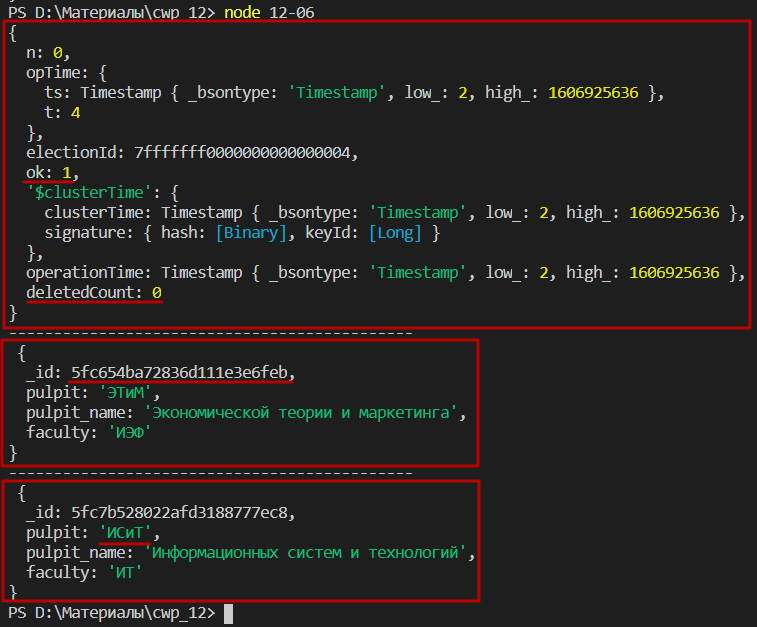 PS D:\Материалы\cwp_12> node 12-06
{
  n: 0,
  opTime: {
    ts: Timestamp { _bsontype: 'Timestamp', low_: 2, high_: 1606925636 },
    t: 4
  },
  electionId: 7fffffff0000000000000004,
  ok: 1,
  '$clusterTime': {
    clusterTime: Timestamp { _bsontype: 'Timestamp', low_: 2, high_: 1606925636 },
    signature: { hash: [Binary], keyId: [Long] }
  },
  operationTime: Timestamp { _bsontype: 'Timestamp', low_: 2, high_: 1606925636 },
  deletedCount: 0
}
---------------------------------------------
 {
  _id: 5fc654ba72836d111e3e6feb,
  pulpit: 'ЭТиМ',
  pulpit_name: 'Экономической теории и маркетинга',
  faculty: 'ИЭФ'
}
---------------------------------------------
 {
  _id: 5fc7b528022afd3188777ec8,
  pulpit: 'ИСиТ',
  pulpit_name: 'Информационных систем и технологий',
  faculty: 'ИТ'
}
PS D:\Материалы\cwp_12>